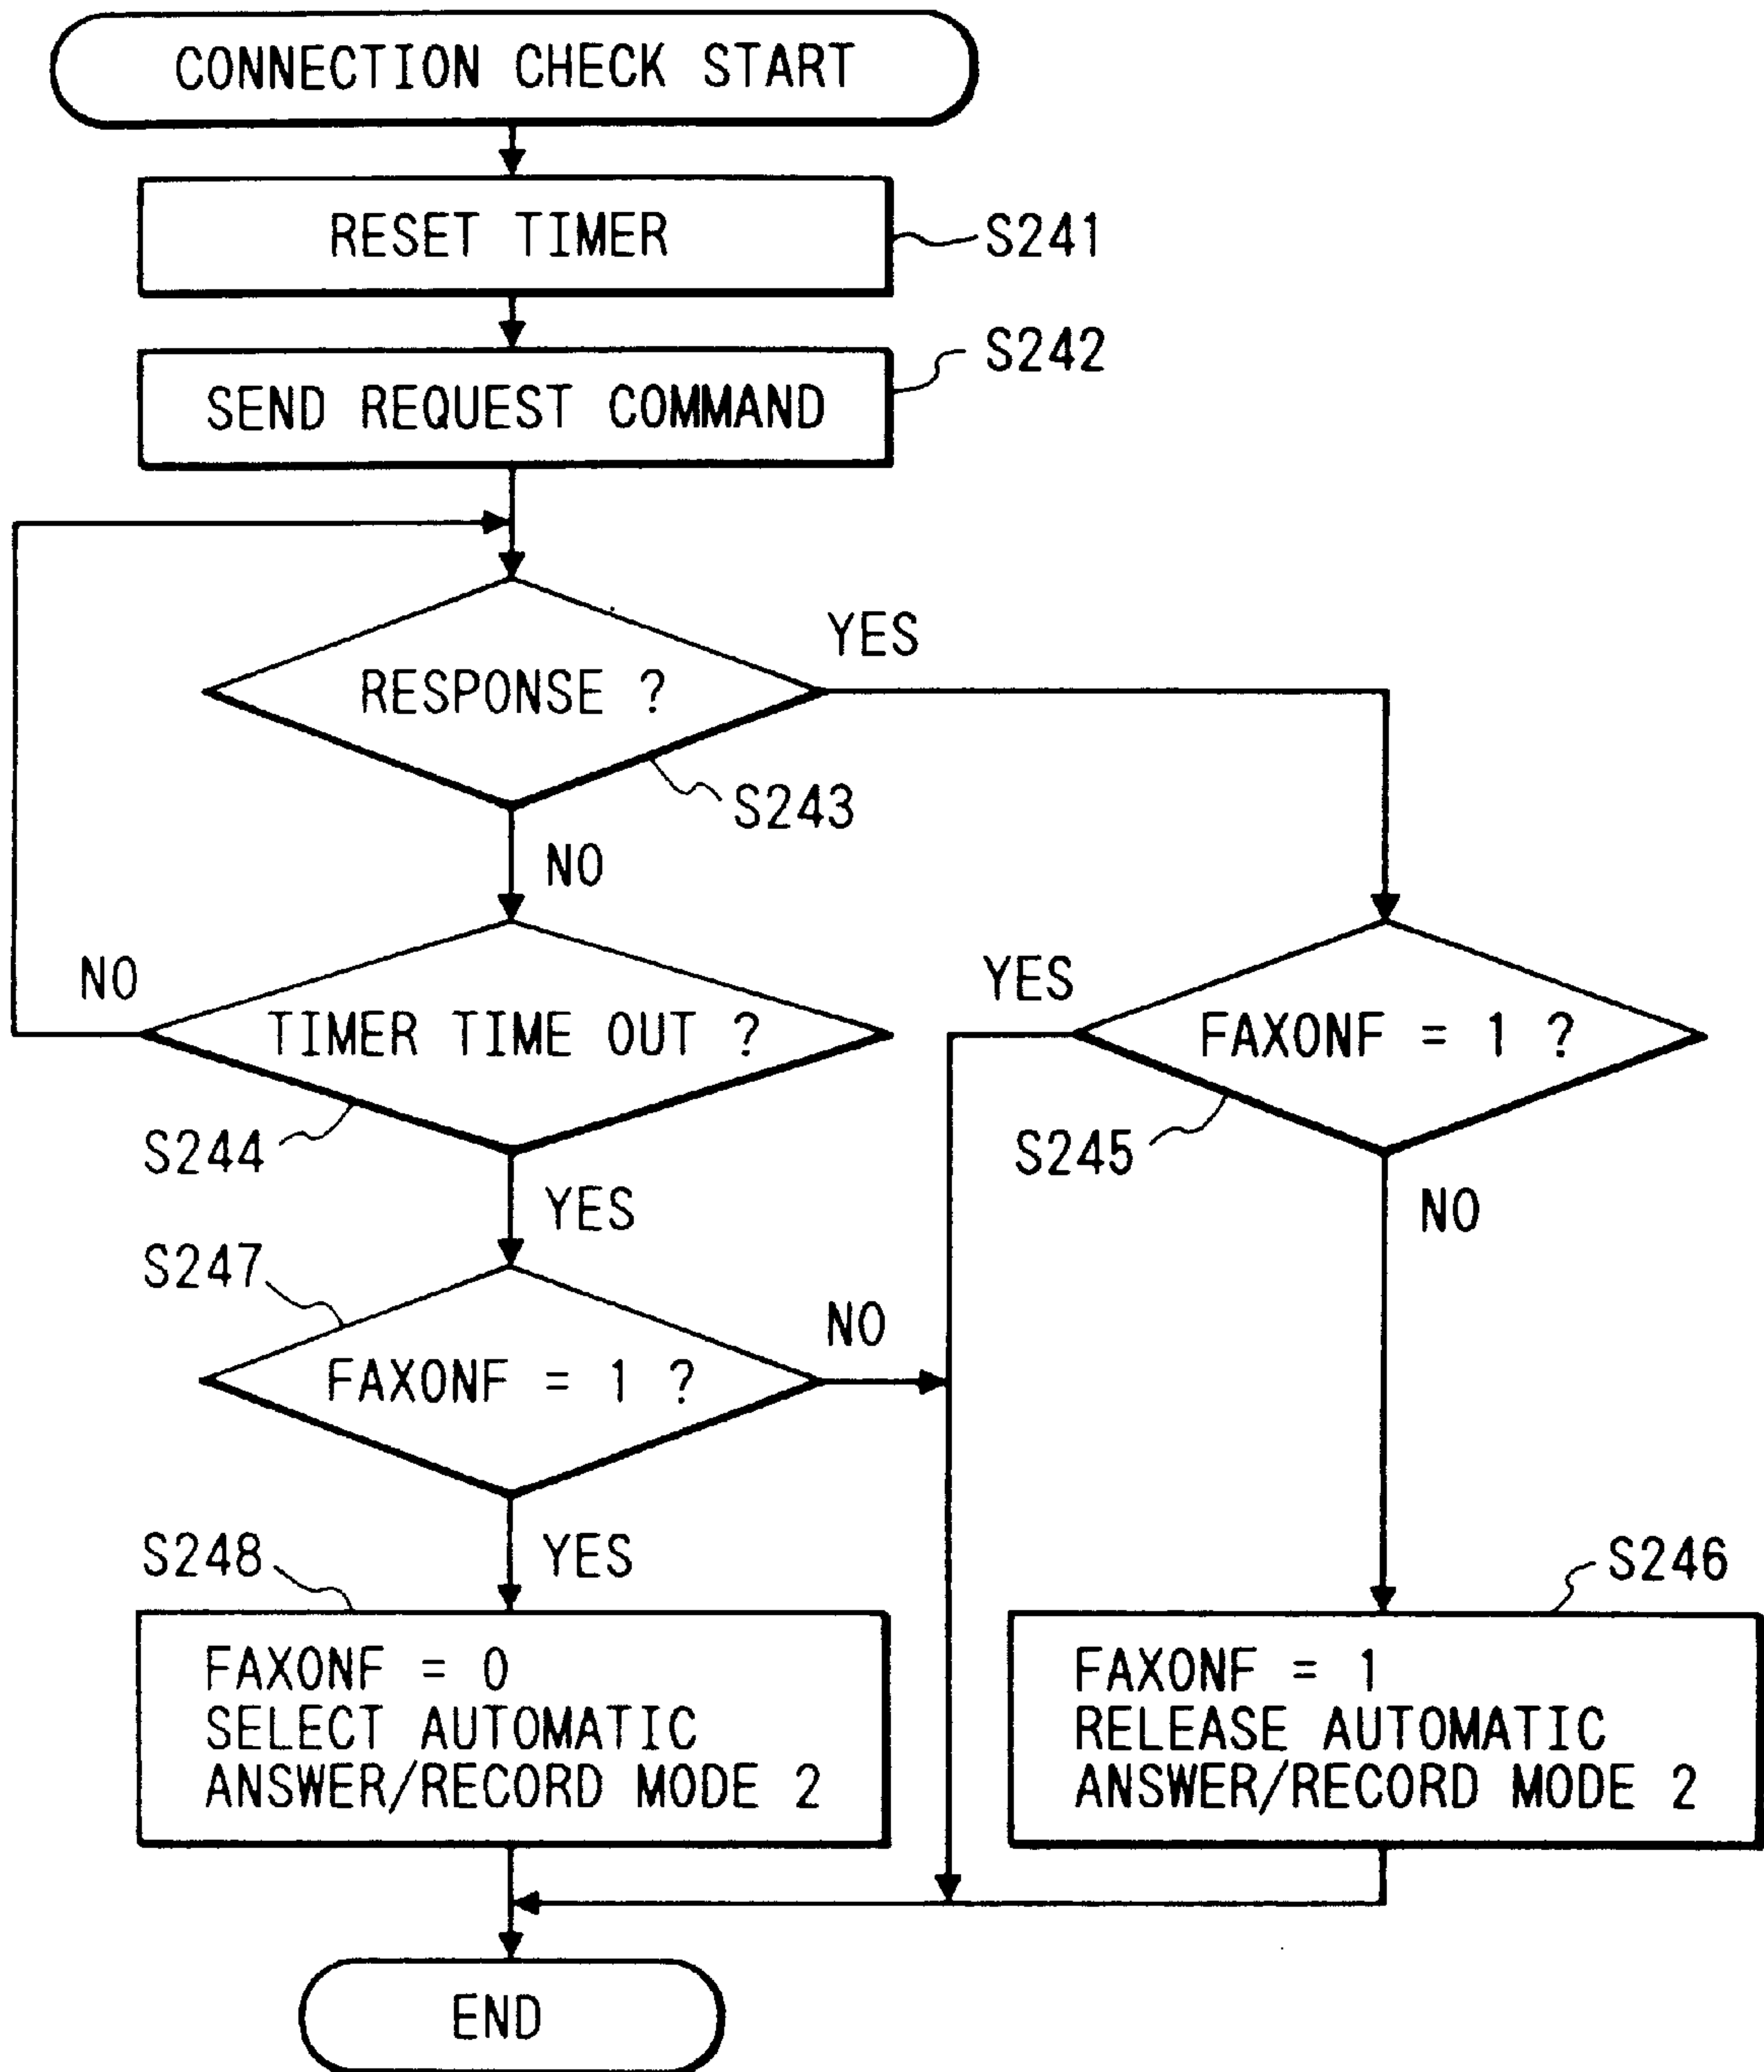 CONNECTION CHECK START
RESET TIMER
S241
SEND REQUEST COMMAND
S242
RESPONSE ?
YES
S243
NO
TIMER TIME OUT ?
NO
S244
YES
FAXONF = 1 ?
YES
S245
NO
S247
FAXONF = 1 ?
NO
YES
S248
FAXONF = 0
SELECT AUTOMATIC
ANSWER/RECORD MODE 2
S246
FAXONF = 1
RELEASE AUTOMATIC
ANSWER/RECORD MODE 2
END